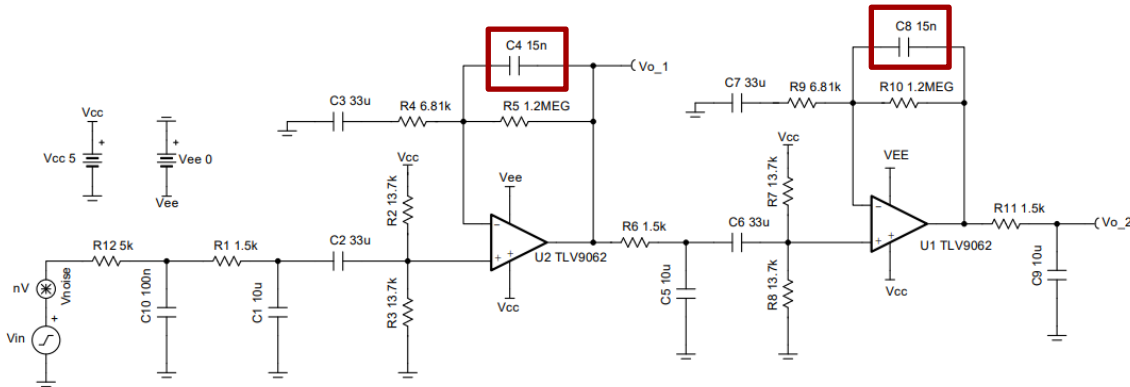 C4 15n
Vo_1
C3 33u
R4 6.81k
R5 1.2MEG
Vcc
Vcc 5
+
Vee 0
+
Vee
Vcc
R2 13.7k
Vee
U2 TLV9062
Vcc
R3 13.7k
R12 5k
R1 1.5k
C2 33u
nV
Vnoise
C10 100n
C1 10u
Vin
+
R6 1.5k
C5 10u
C6 33u
C8 15n
C7 33u
R9 6.81k
R10 1.2MEG
Vcc
R7 13.7k
VEE
U1 TLV9062
Vcc
R8 13.7k
R11 1.5k
C9 10u
Vo_2